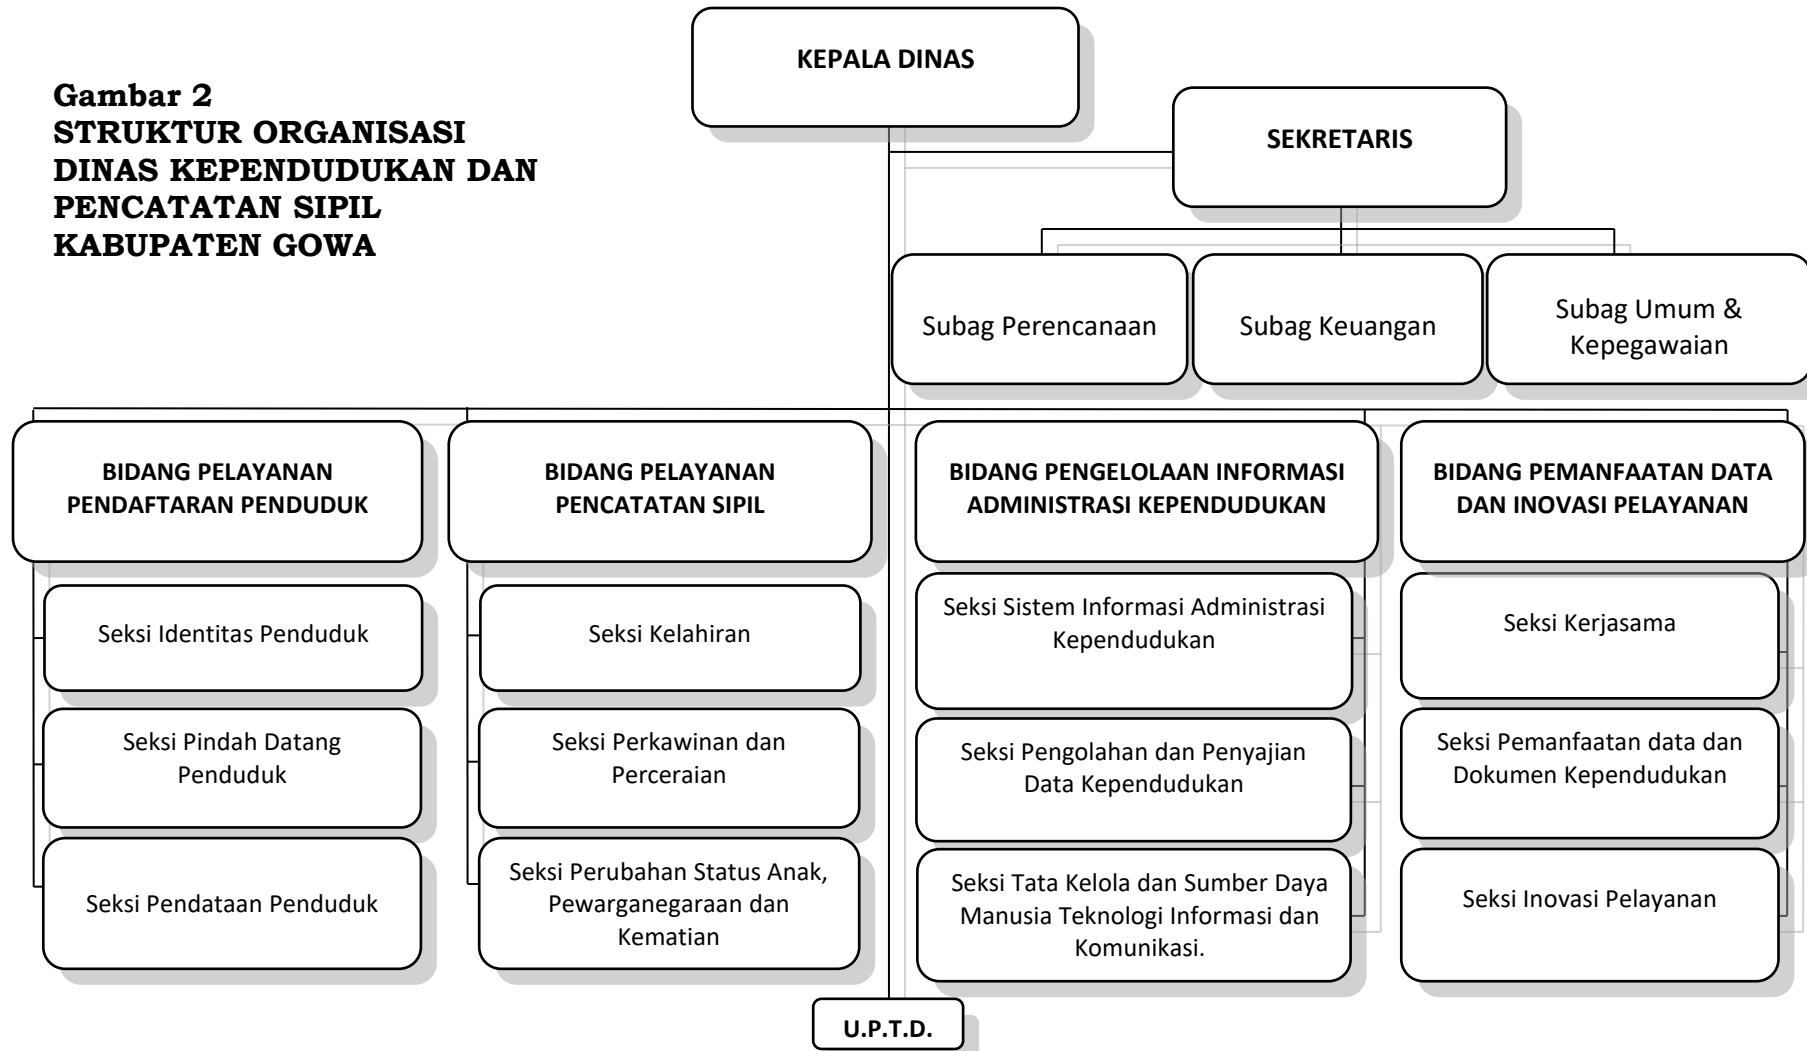 KEPALA DINAS
Gambar 2
STRUKTUR ORGANISASI
DINAS KEPENDUDUKAN DAN
PENCATATAN SIPIL
KABUPATEN GOWA
SEKRETARIS
Subag Perencanaan
Subag Keuangan
Subag Umum &
Kepegawaian
BIDANG PELAYANAN
PENDAFTARAN PENDUDUK
BIDANG PELAYANAN
PENCATATAN SIPIL
BIDANG PENGELOLAAN INFORMASI
ADMINISTRASI KEPENDUDUKAN
BIDANG PEMANFAATAN DATA
DAN INOVASI PELAYANAN
Seksi Identitas Penduduk
Seksi Kelahiran
Seksi Sistem Informasi Administrasi
Kependudukan
Seksi Kerjasama
Seksi Pindah Datang
Penduduk
Seksi Perkawinan dan
Perceraian
Seksi Pengolahan dan Penyajian
Data Kependudukan
Seksi Pemanfaatan data dan
Dokumen Kependudukan
Seksi Pendataan Penduduk
Seksi Perubahan Status Anak,
Pewarganegaraan dan
Kematian
Seksi Tata Kelola dan Sumber Daya
Manusia Teknologi Informasi dan
Komunikasi.
Seksi Inovasi Pelayanan
U.P.T.D.